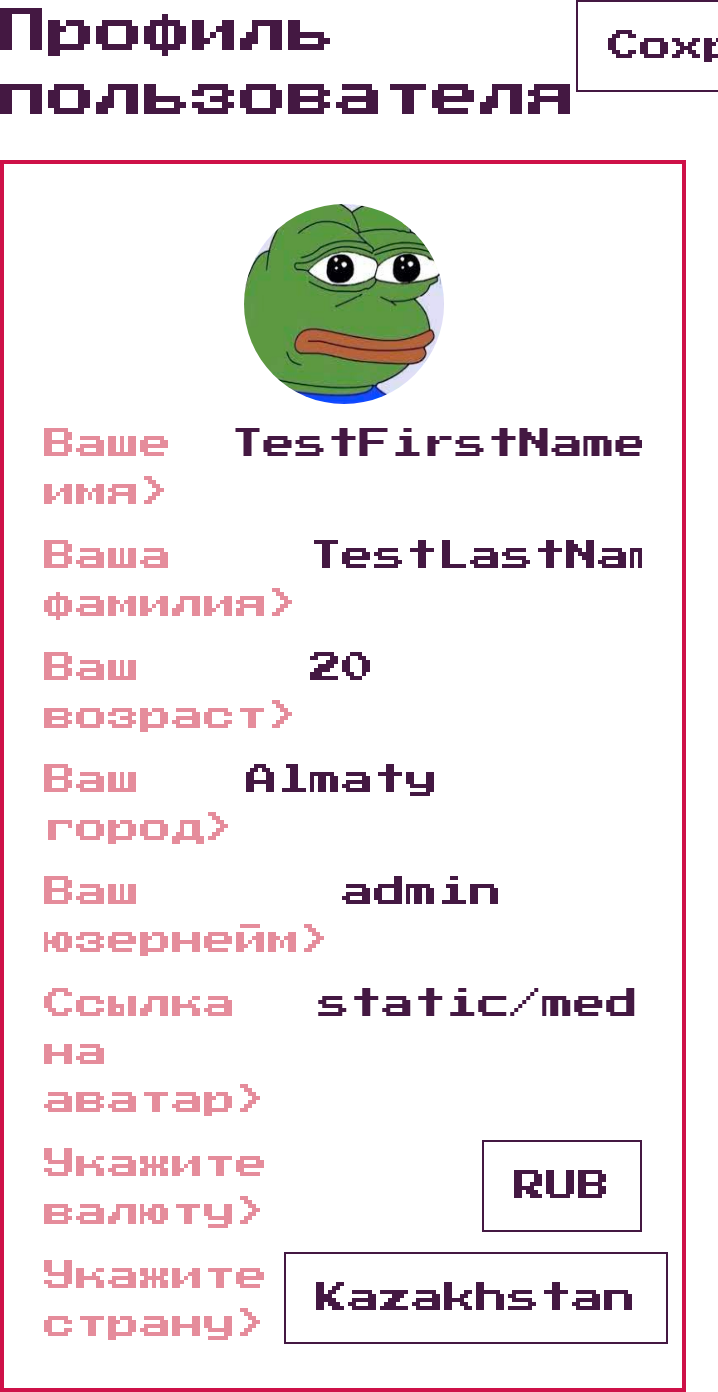 Профиль
пользователя
Сохр
Ваше TestFirstName
имя>
Ваша TestLastNam
фамилия>
Ваш 20
возраст>
Ваш Almaty
город>
Ваш admin
юзернейм>
Ссылка static/med
на
аватар>
Укажите
валюту> RUB
Укажите
страну> Kazakhstan